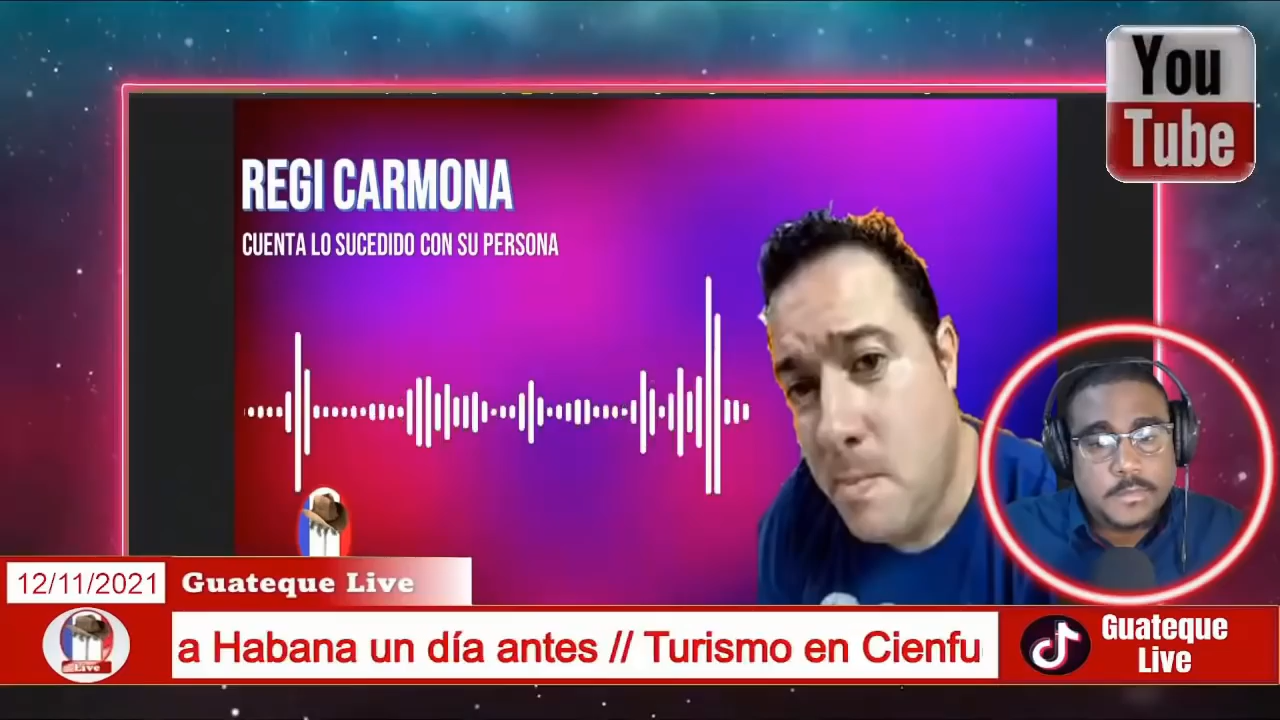 You
Tube
REGI CARMONA
CUENTA LO SUCEDIDO CON SU PERSONA
12/11/2021
Guateque Live
Live
a Habana un día antes // Turismo en Cienfu
Guateque
Live